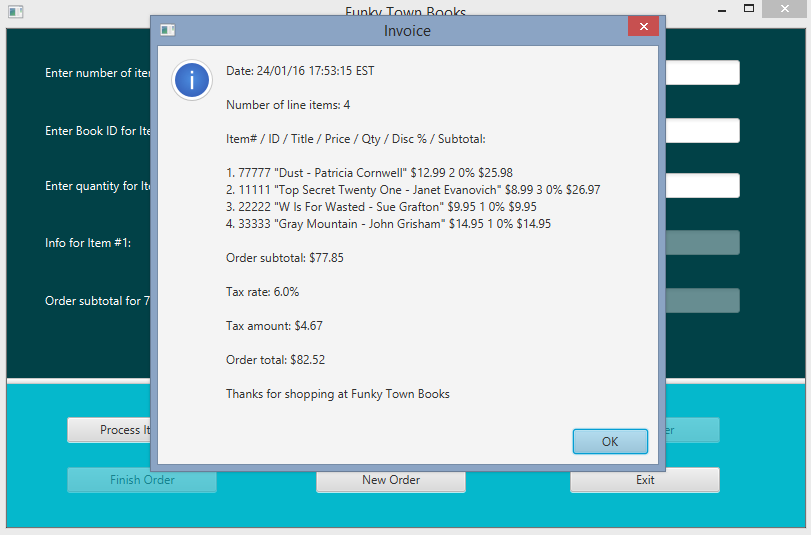 Funky Town Books
Invoice
Date: 24/01/16 17:53:15 EST
Number of line items: 4
Item# / ID / Title / Price / Qty / Disc % / Subtotal:
1. 77777 "Dust - Patricia Cornwell" $12.99 2 0% $25.98
2. 11111 "Top Secret Twenty One - Janet Evanovich" $8.99 3 0% $26.97
3. 22222 "W Is For Wasted - Sue Grafton" $9.95 1 0% $9.95
4. 33333 "Gray Mountain - John Grisham" $14.95 1 0% $14.95
Order subtotal: $77.85
Tax rate: 6.0%
Tax amount: $4.67
Order total: $82.52
Thanks for shopping at Funky Town Books
OK
Enter number of
Enter Book ID for
Enter quantity for
Info for Item #1:
Order subtotal for 7
Process
Finish Order
New Order
Exit